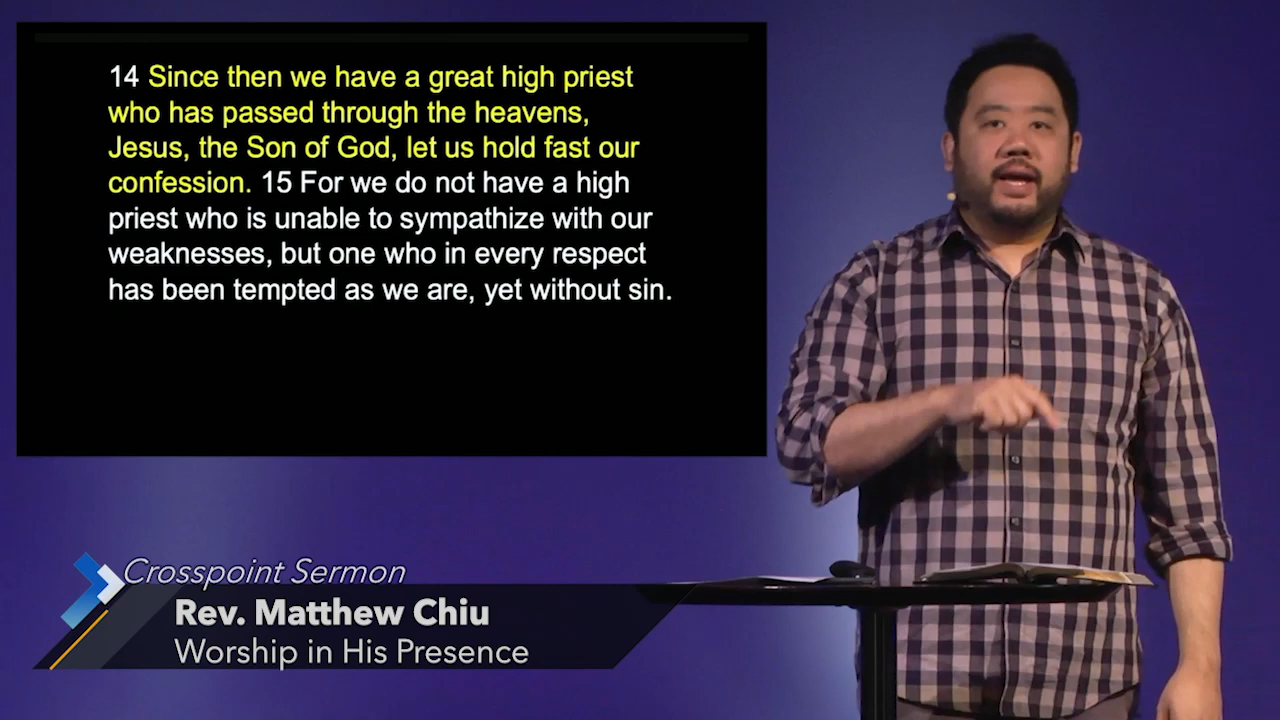 14 Since then we have a great high priest
who has passed through the heavens,
Jesus, the Son of God, let us hold fast our
confession. 15 For we do not have a high
priest who is unable to sympathize with our
weaknesses, but one who in every respect
has been tempted as we are, yet without sin.
Crosspoint Sermon
Rev. Matthew Chiu
Worship in His Presence